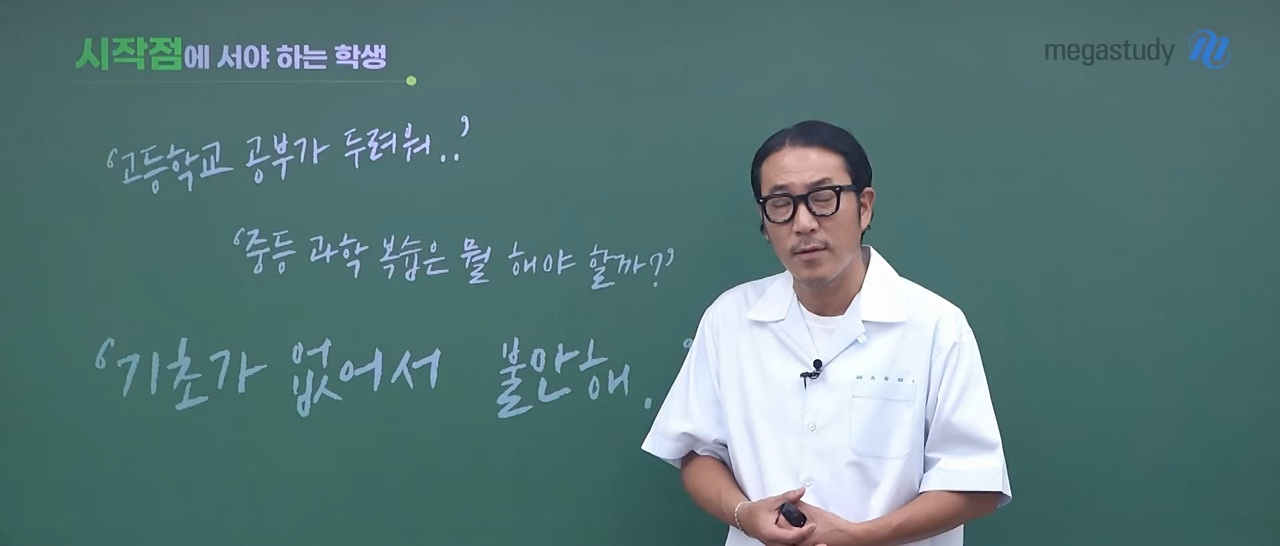 시작점에 서야 하는 학생
megastudy
‘고등학교 공부가 두려워..’
‘중등 과학 복습은 뭘 해야 할까?’
‘기초가 없어서 불안해.’